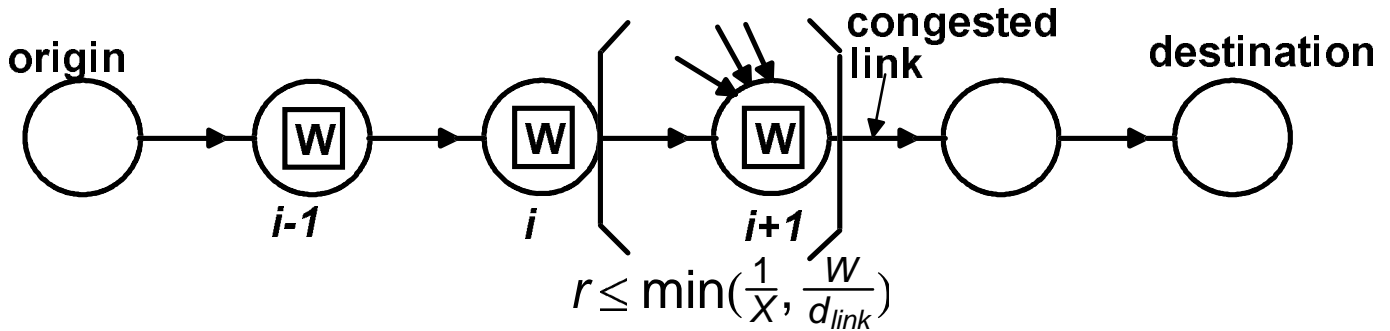 origin
congested
link
destination
W
W
W
i-1
i
i+1
r ≤ min(1/X, W/d_link)